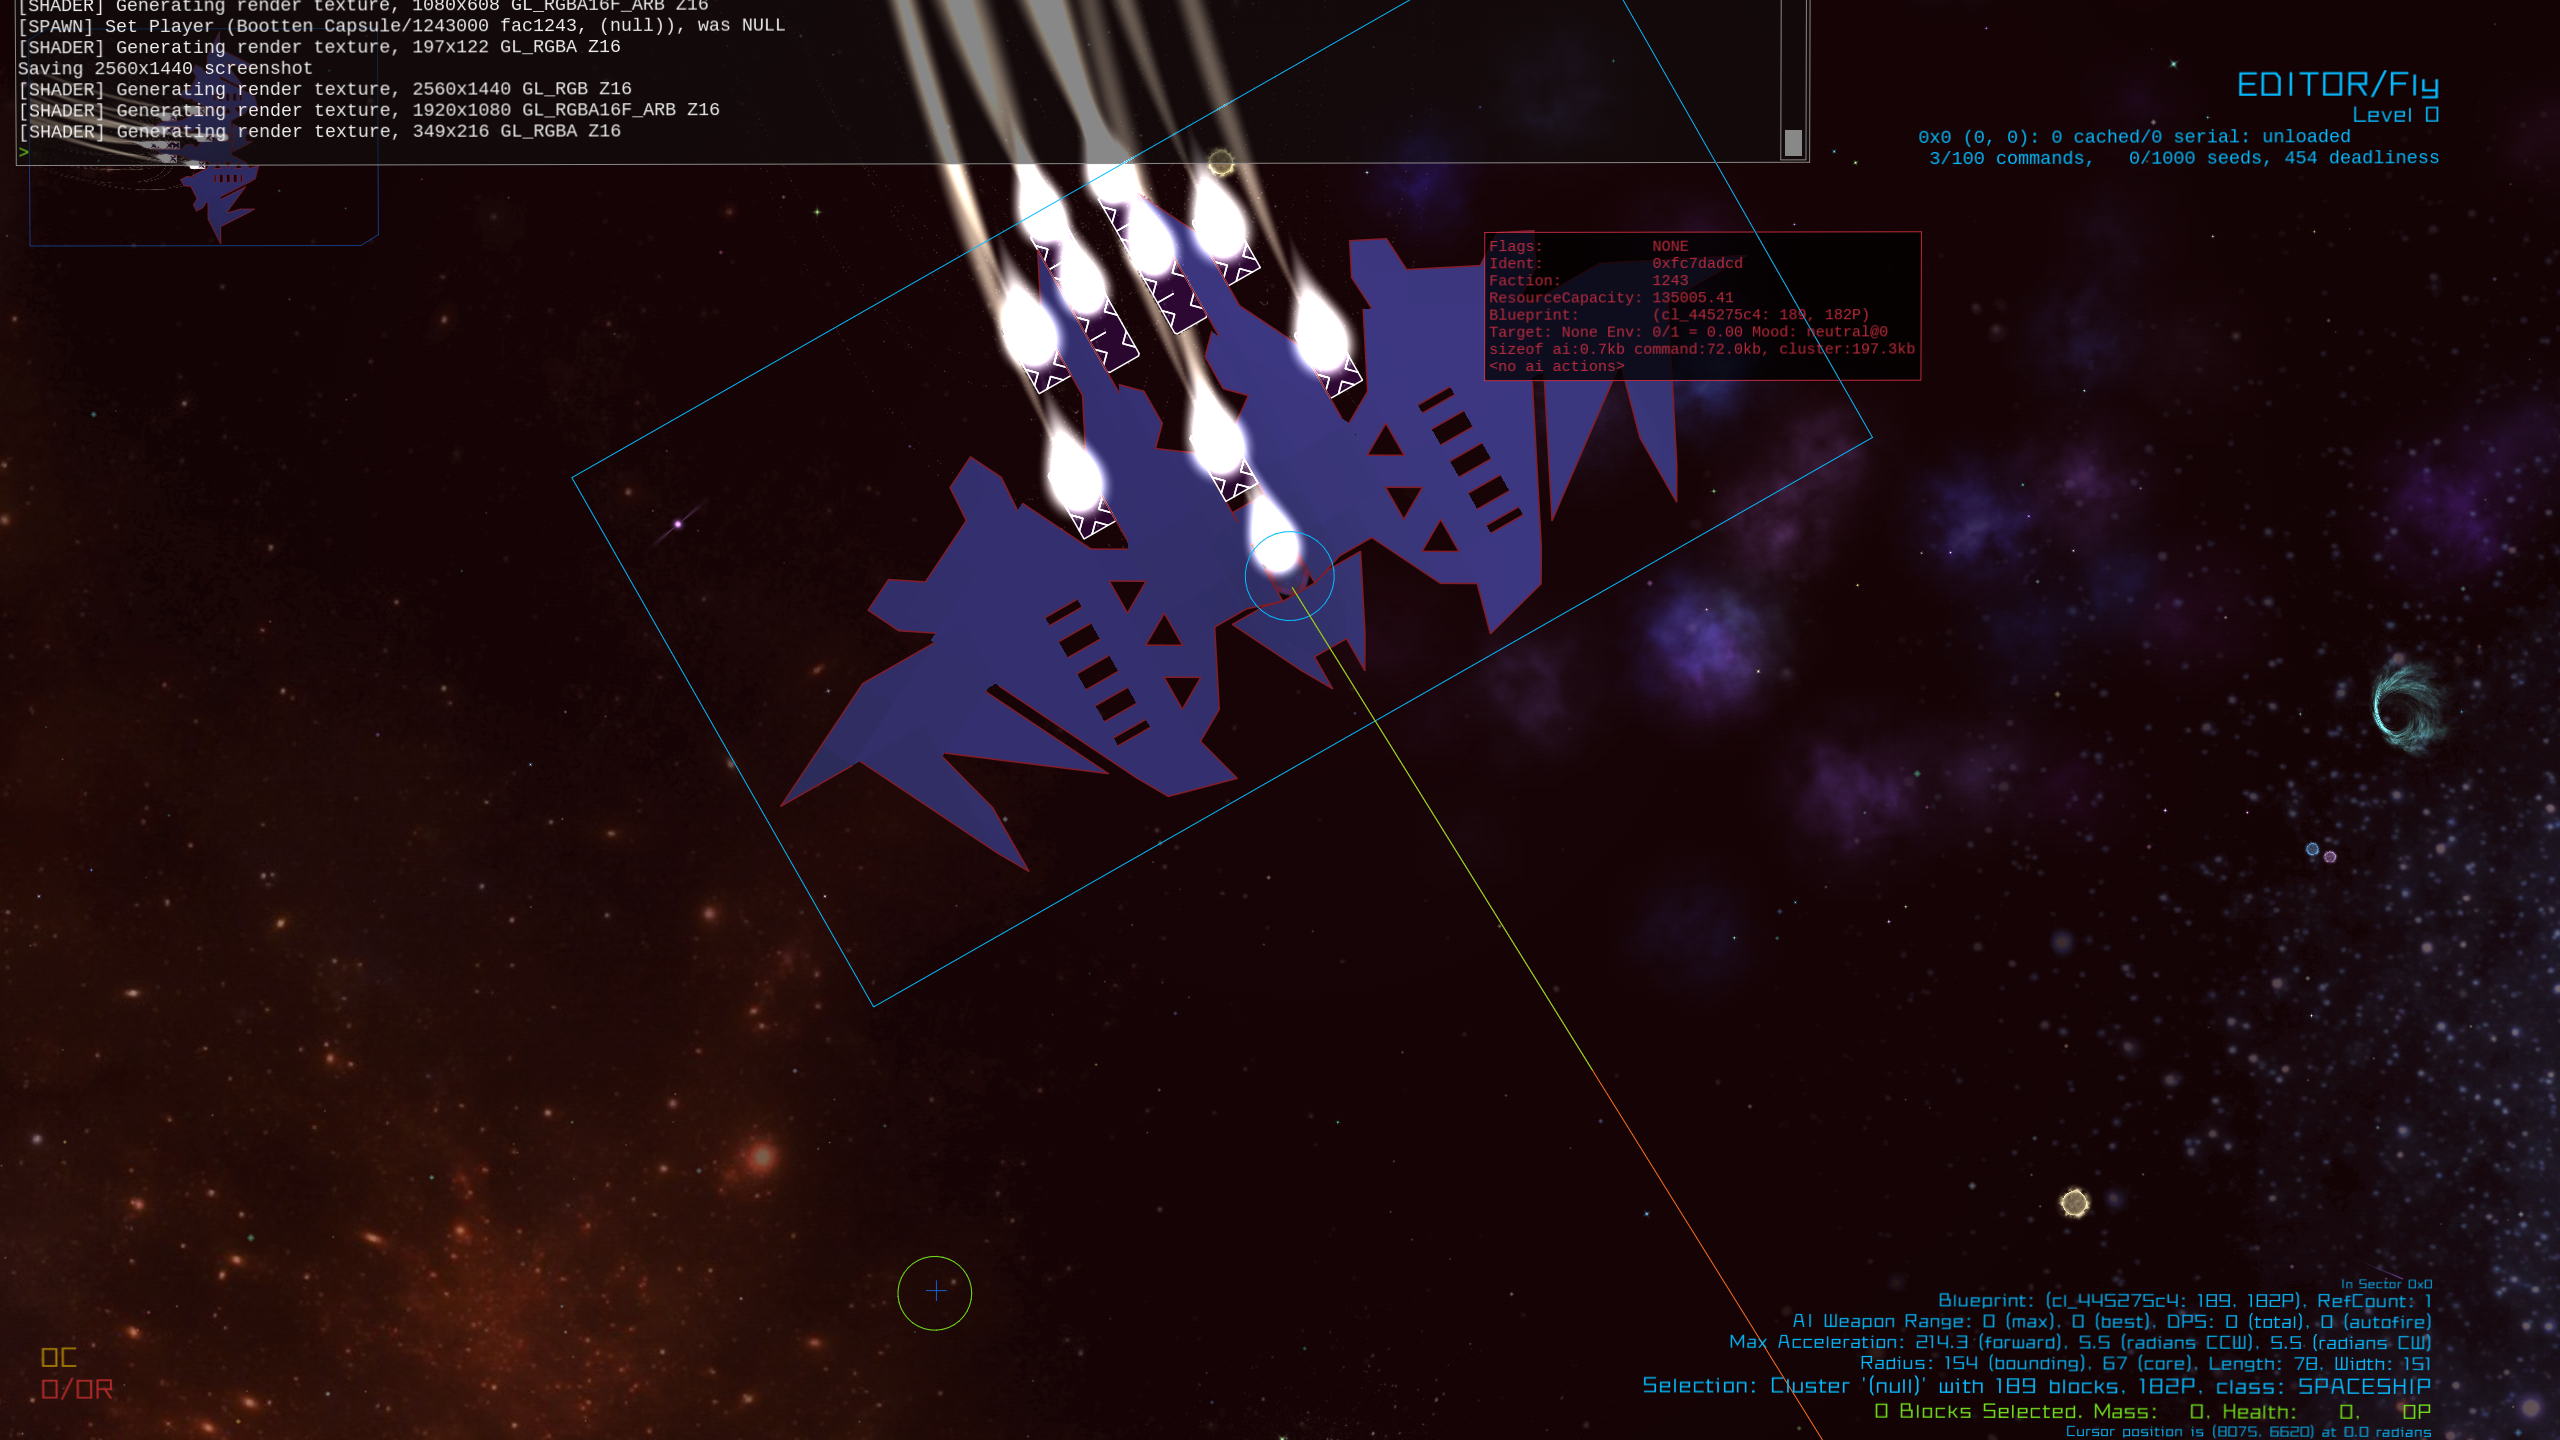 [SHADER] Generating render texture, 1080x608 GL_RGBA16F_ARB Z16
[SPAWN] Set Player (Bootten Capsule/1243000 fac1243, (null)), was NULL
[SHADER] Generating render texture, 197x122 GL_RGBA Z16
Saving 2560x1440 screenshot
[SHADER] Generating render texture, 2560x1440 GL_RGB Z16
[SHADER] Generating render texture, 1920x1080 GL_RGBA16F_ARB Z16
[SHADER] Generating render texture, 349x216 GL_RGBA Z16
>
EDITOR/Fly
Level 0
0x0 (0, 0): 0 cached/0 serial: unloaded
3/100 commands, 0/1000 seeds, 454 deadliness
Flags: NONE
Ident: 0xfc7dadcd
Faction: 1243
ResourceCapacity: 135005.41
Blueprint: (cl_445275c4: 189, 182P)
Target: None Env: 0/1 = 0.00 Mood: neutral@0
sizeof ai:0.7kb command:72.0kb, cluster:197.3kb
<no ai actions>
In Sector 0x0
Blueprint: (cl_445275c4: 189, 182P), RefCount: 1
AI Weapon Range: 0 (max), 0 (best), DPS: 0 (total), 0 (autofire)
Max Acceleration: 214.3 (forward), 5.5 (radians CCW), 5.5 (radians CW)
Radius: 154 (bounding), 67 (core), Length: 78, Width: 151
Selection: Cluster '(null)' with 189 blocks, 182P, class: SPACESHIP
0 Blocks Selected. Mass: 0, Health: 0, 0P
Cursor position is (8075, 6620) at 0.0 radians
0C
0/0R